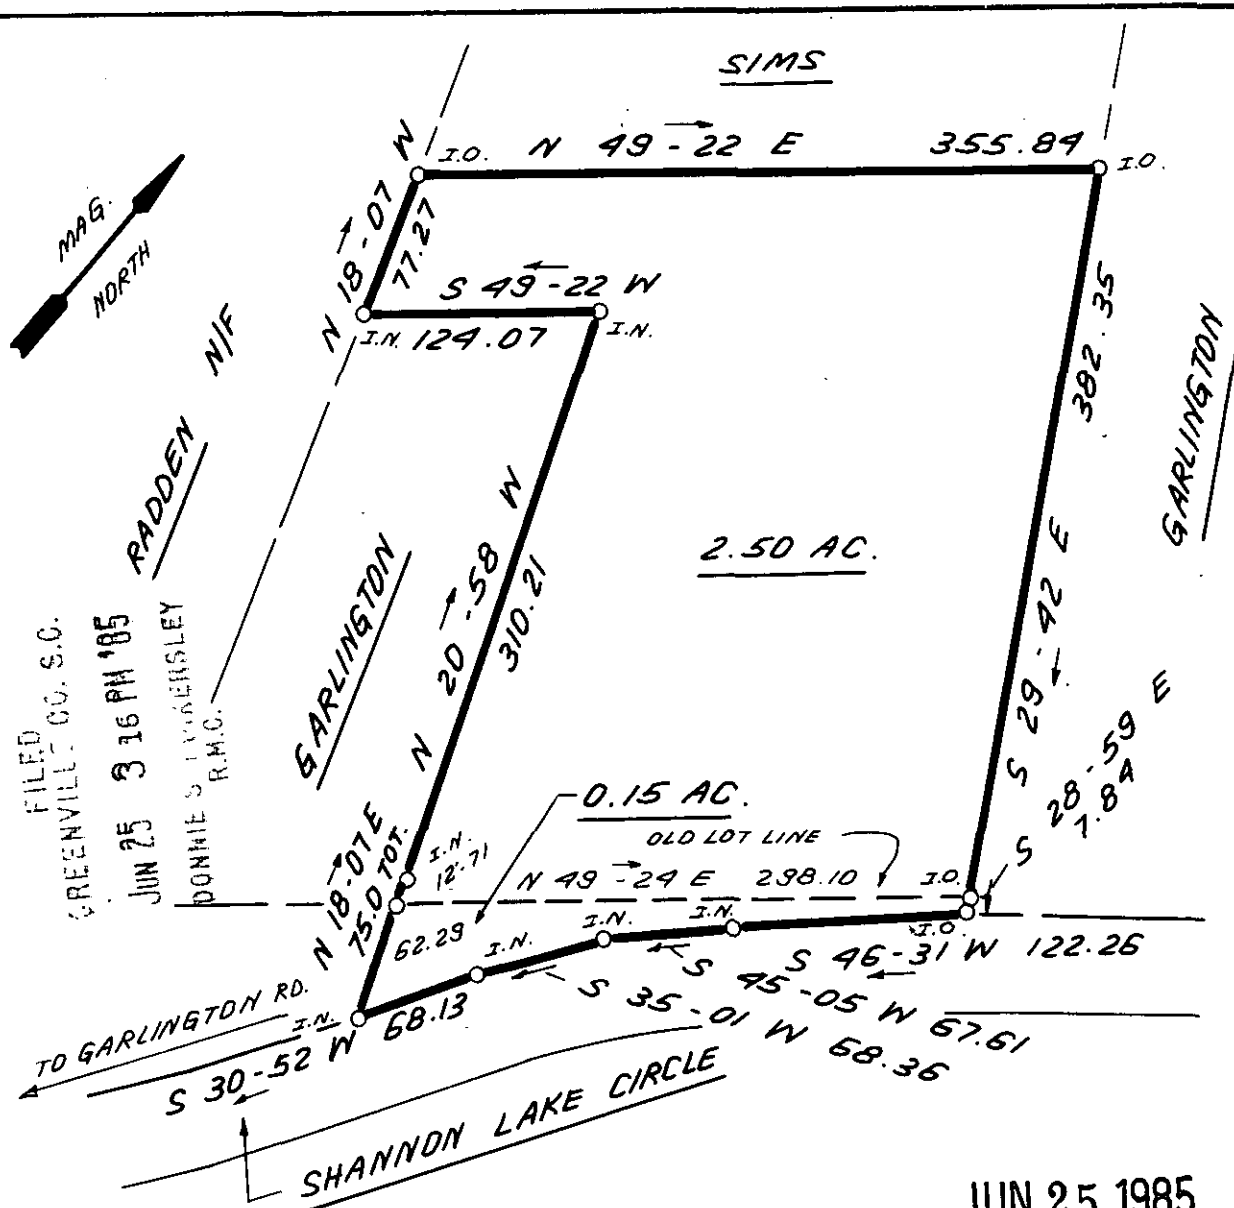 SIMS
I.O. N 49-22 E 355.84 I.O.
MAG.
NORTH
N 18-07 W
77.27
S 49-22 W
I.N. 124.07 I.N.
RADDEN N/F
GARLINGTON
N 20-58 W
310.21
2.50 AC.
382.35
S 29-42 E
GARLINGTON
S 28-59 E
7.84
0.15 AC.
OLD LOT LINE
N 49-24 E 298.10 I.O.
I.N.
12.71
N 18-07 E
75.0 TOT.
62.29
I.N.
I.N.
I.N.
I.O.
S 46-31 W 122.26
S 45-05 W 67.61
S 35-01 W 68.36
I.N.
S 30-52 W 68.13
TO GARLINGTON RD.
SHANNON LAKE CIRCLE
FILED
GREENVILLE CO. S.C.
JUN 25 3 16 PM '85
DONNIE S.
R.M.C.
JUN 25 1985